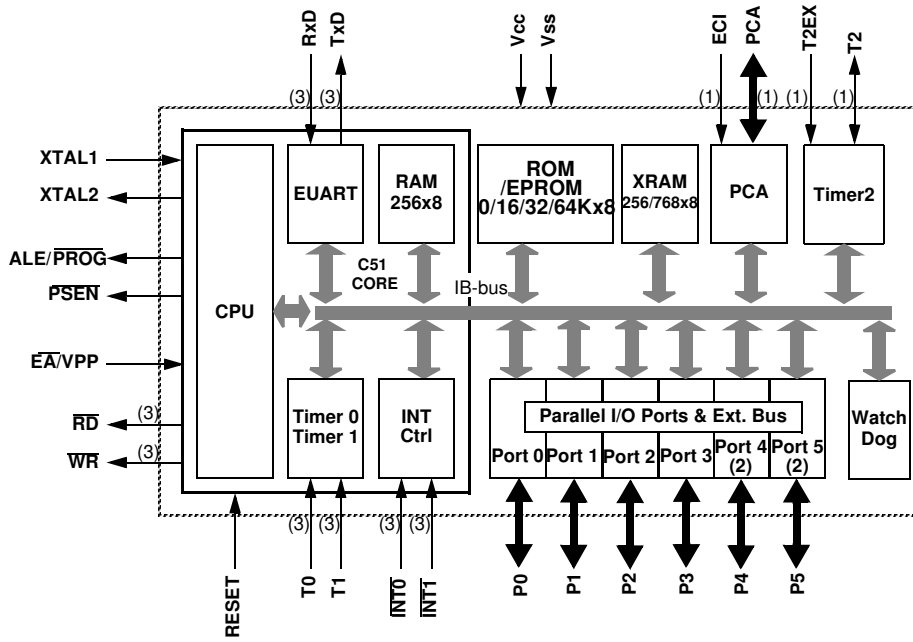 RxD
TxD
Vcc
Vss
ECI
PCA
T2EX
T2
(3) (3)
(1) (1) (1) (1)
XTAL1
XTAL2
ALE/PROG
PSEN
EA/VPP
RD
(3)
WR
(3)
CPU
EUART
RAM
256x8
C51
CORE
IB-bus
ROM
/EPROM
0/16/32/64Kx8
XRAM
256/768x8
PCA
Timer2
Timer 0
Timer 1
INT
Ctrl
Parallel I/O Ports & Ext. Bus
Port 0
Port 1
Port 2
Port 3
Port 4
(2)
Port 5
(2)
Watch
Dog
(3) (3) (3) (3)
RESET
T0
T1
INT0
INT1
P0
P1
P2
P3
P4
P5